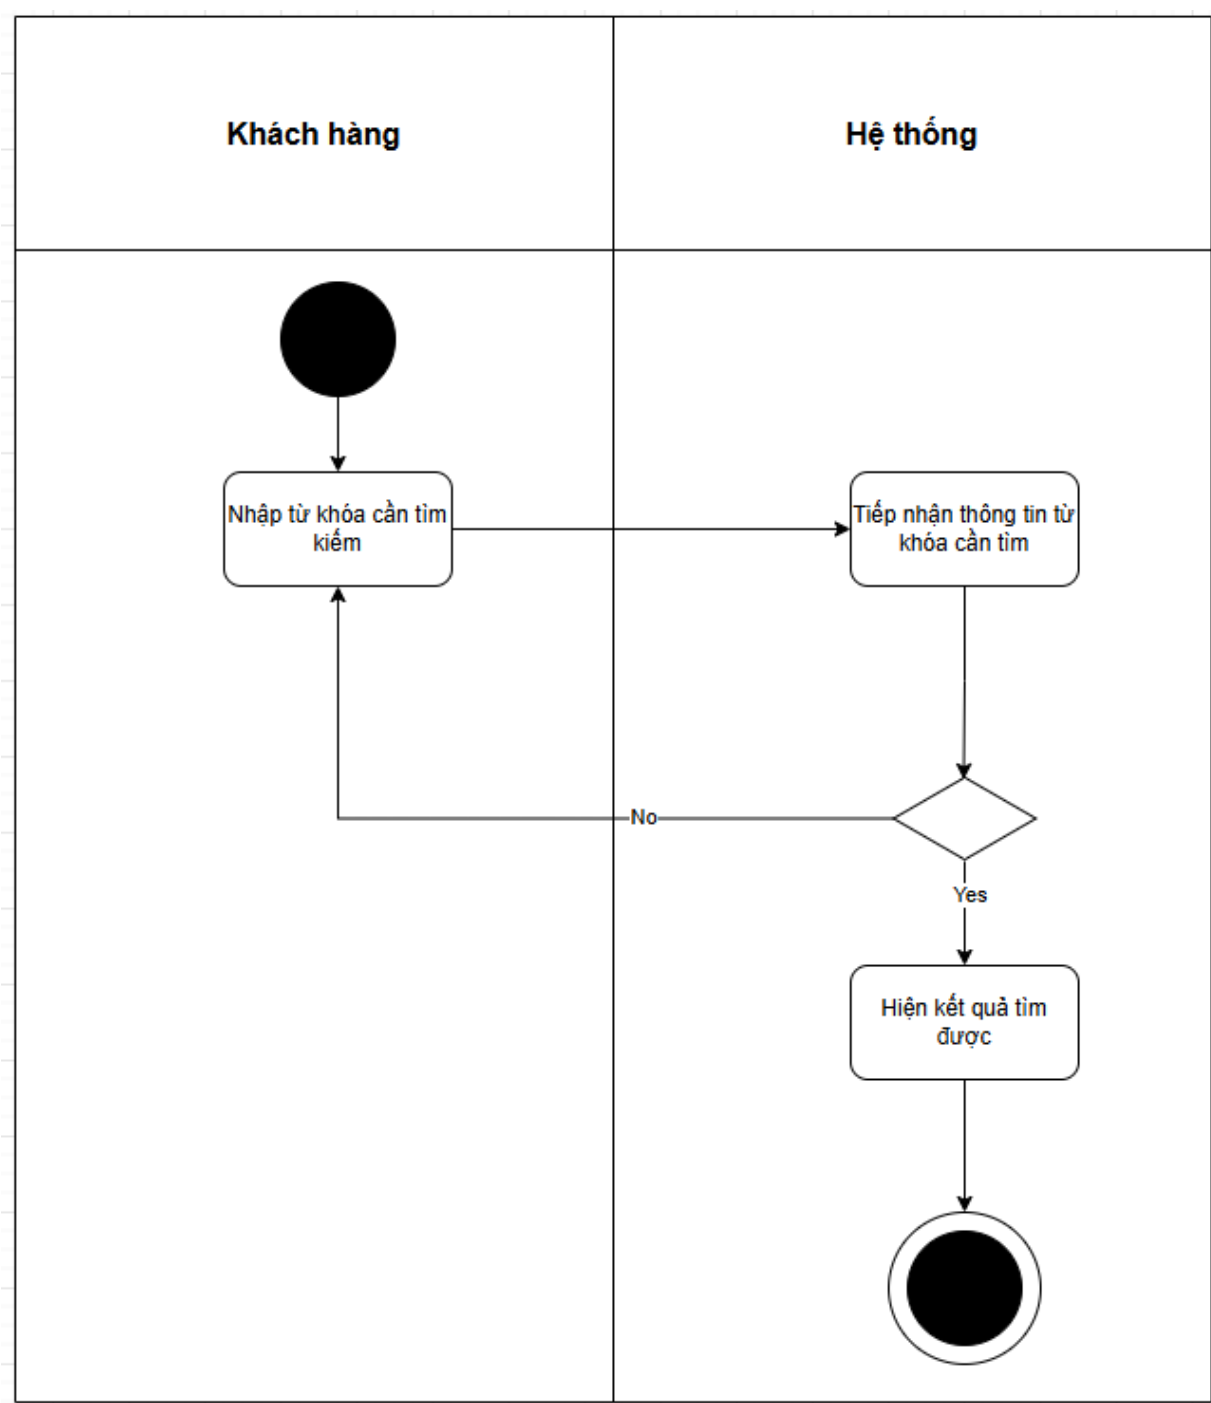 Khách hàng
Hệ thống
Nhập từ khóa cần tìm
kiếm
Tiếp nhận thông tin từ
khóa cần tìm
No
Yes
Hiện kết quả tìm
được